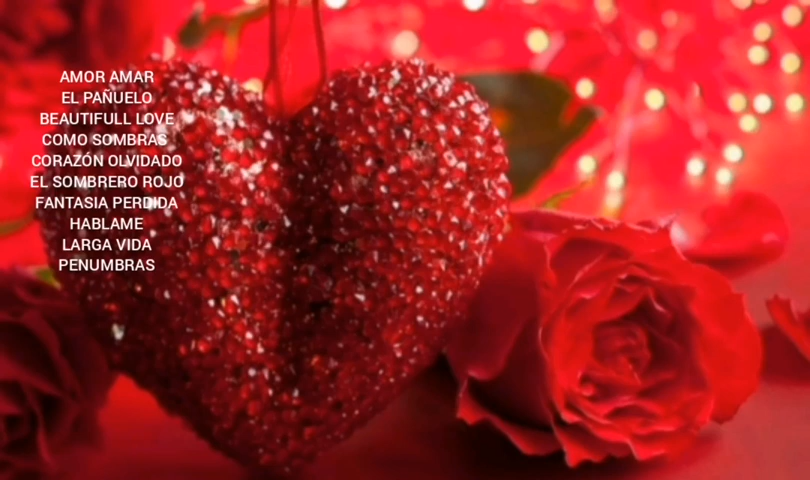 AMOR AMAR
EL PAÑUELO
BEAUTIFULL LOVE
COMO SOMBRAS
CORAZÓN OLVIDADO
EL SOMBRERO ROJO
FANTASIA PERDIDA
HABLAME
LARGA VIDA
PENUMBRAS